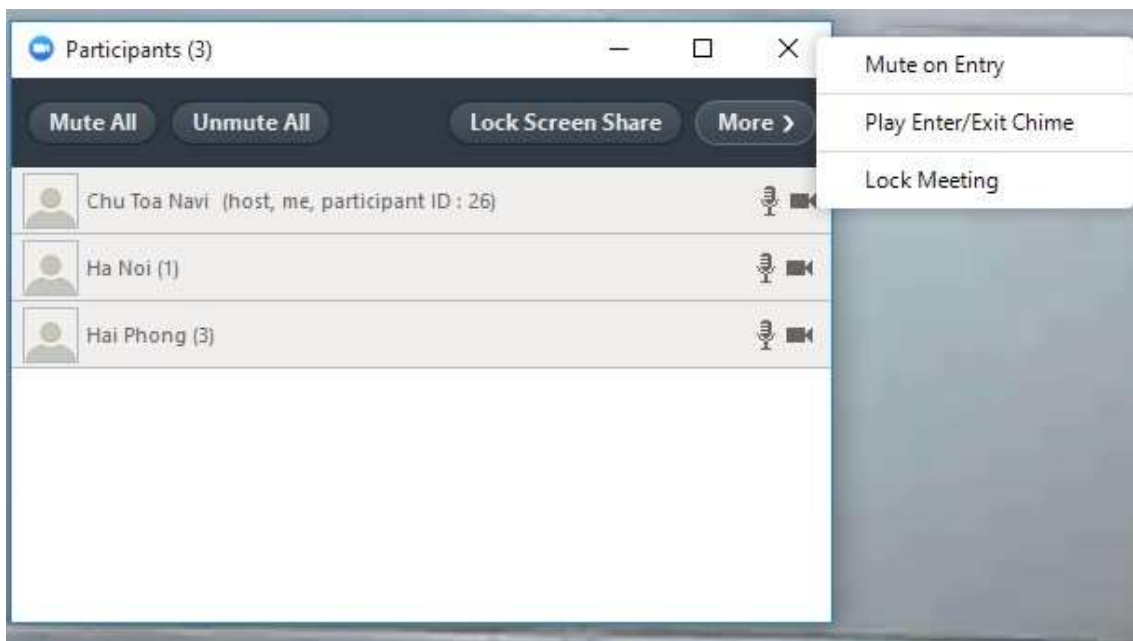 Participants (3)
Mute All Unmute All Lock Screen Share More >
Mute on Entry
Play Enter/Exit Chime
Lock Meeting
Chu Toa Navi (host, me, participant ID : 26)
Ha Noi (1)
Hai Phong (3)